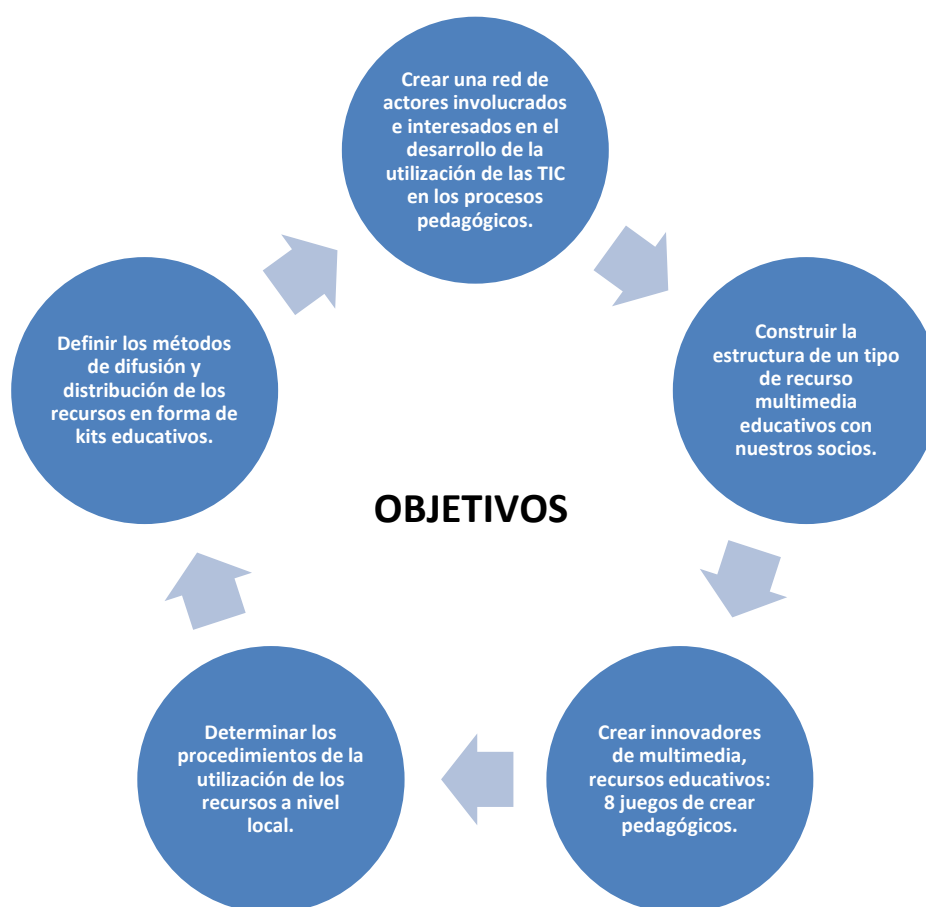 Crear una red de
actores involucrados
e interesados en el
desarrollo de la
utilización de las TIC
en los procesos
pedagógicos.
Construir la
estructura de un tipo
de recurso
multimedia
educativos con
nuestros socios.
Crear innovadores
de multimedia,
recursos educativos:
8 juegos de crear
pedagógicos.
Determinar los
procedimientos de la
utilización de los
recursos a nivel
local.
Definir los métodos
de difusión y
distribución de los
recursos en forma de
kits educativos.
OBJETIVOS